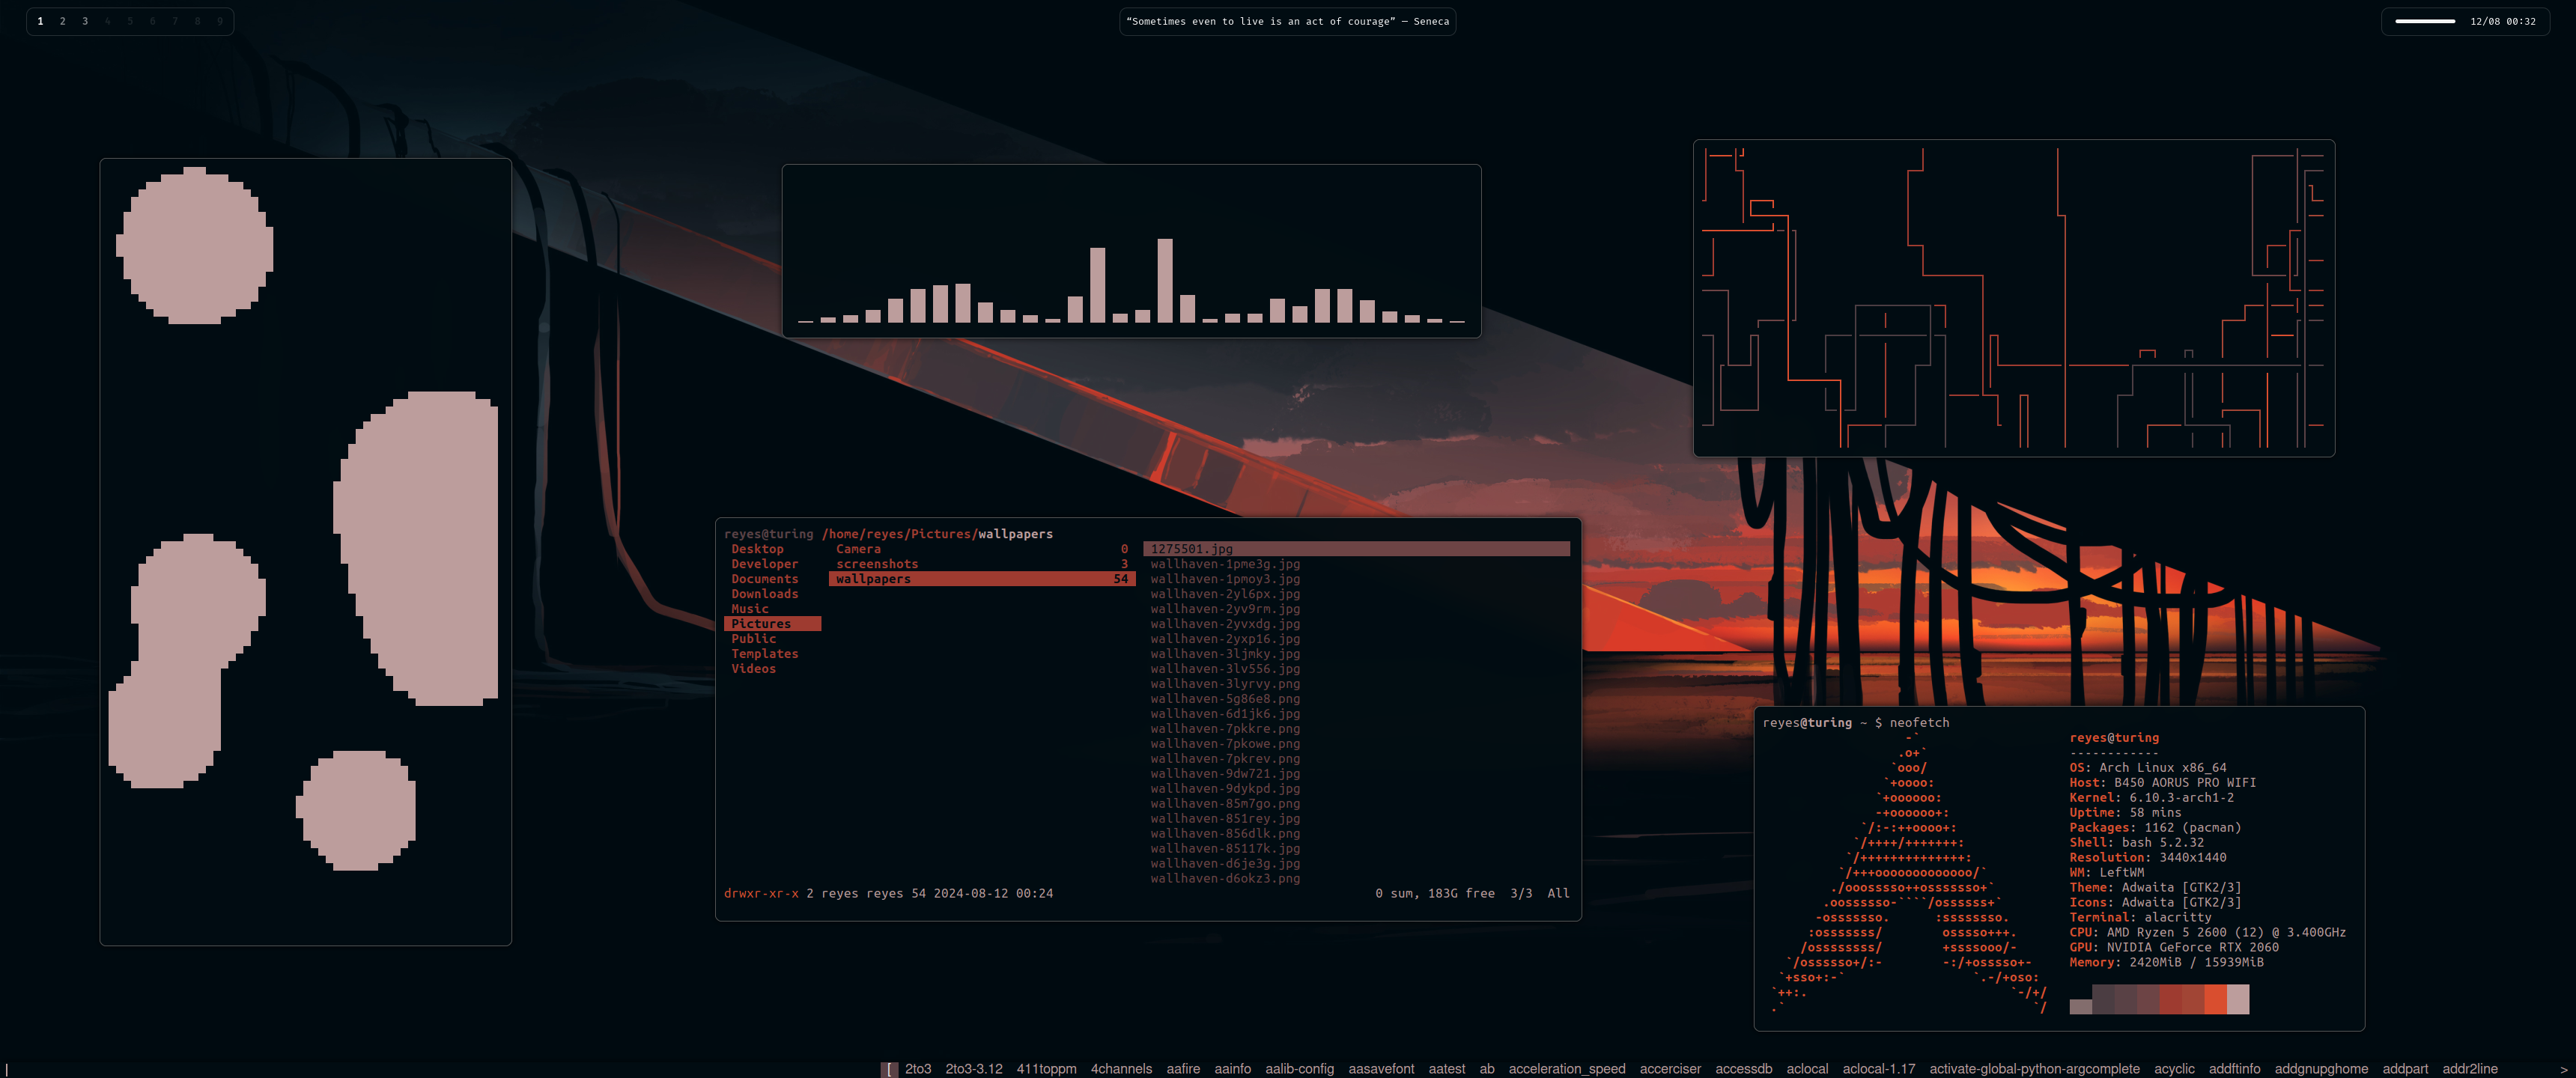 1 2 3 4 5 6 7 8 9
“Sometimes even to live is an act of courage” — Seneca
12/08 00:32
reyes@turing /home/reyes/Pictures/wallpapers
Desktop Camera 0 1275501.jpg
Developer screenshots 3 wallhaven-1pme3g.jpg
Documents wallpapers 54 wallhaven-1pmoy3.jpg
Downloads wallhaven-2yl6px.jpg
Music wallhaven-2yv9rm.jpg
Pictures wallhaven-2yvxdg.jpg
Public wallhaven-2yxp16.jpg
Templates wallhaven-3ljmky.jpg
Videos wallhaven-3lv556.jpg
wallhaven-3lyrvy.png
wallhaven-5g86e8.png
wallhaven-6d1jk6.jpg
wallhaven-7pkkre.png
wallhaven-7pkowe.png
wallhaven-7pkrev.png
wallhaven-9dw721.jpg
wallhaven-9dykpd.jpg
wallhaven-85m7go.png
wallhaven-851rey.jpg
wallhaven-856dlk.png
wallhaven-85117k.jpg
wallhaven-d6je3g.jpg
wallhaven-d6okz3.png
drwxr-xr-x 2 reyes reyes 54 2024-08-12 00:24 0 sum, 183G free 3/3 All
reyes@turing ~ $ neofetch
reyes@turing
------------
OS: Arch Linux x86_64
Host: B450 AORUS PRO WIFI
Kernel: 6.10.3-arch1-2
Uptime: 58 mins
Packages: 1162 (pacman)
Shell: bash 5.2.32
Resolution: 3440x1440
WM: LeftWM
Theme: Adwaita [GTK2/3]
Icons: Adwaita [GTK2/3]
Terminal: alacritty
CPU: AMD Ryzen 5 2600 (12) @ 3.400GHz
GPU: NVIDIA GeForce RTX 2060
Memory: 2420MiB / 15939MiB
[ 2to3 2to3-3.12 411toppm 4channels aafire aainfo aalib-config aasavefont aatest ab acceleration_speed accerciser accessdb aclocal aclocal-1.17 activate-global-python-argcomplete acyclic addftinfo addgnupghome addpart addr2line >